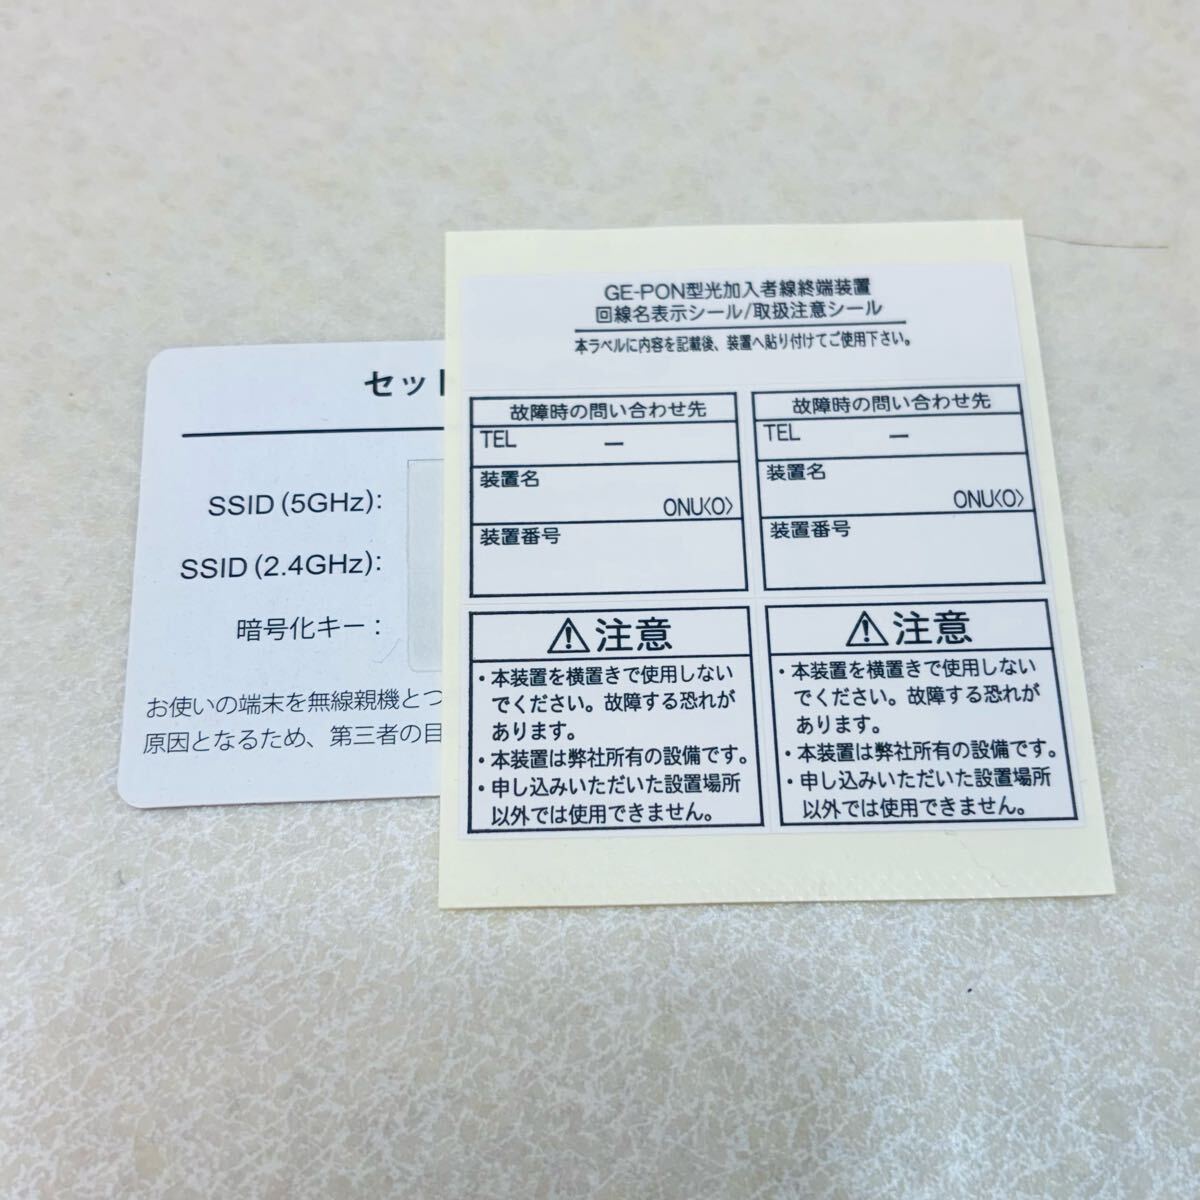 セット
SSID (5GHz):
SSID (2.4GHz):
暗号化キー：
お使いの端末を無線親機とつ
原因となるため、第三者の目
GE-PON型光加入者線終端装置
回線名表示シール/取扱注意シール
本ラベルに内容を記載後、装置へ貼り付けてご使用下さい。
故障時の問い合わせ先
TEL ー
装置名
ONU〈O〉
装置番号
⚠注意
・本装置を横置きで使用しない
でください。故障する恐れが
あります。
・本装置は弊社所有の設備です。
・申し込みいただいた設置場所
以外では使用できません。
故障時の問い合わせ先
TEL ー
装置名
ONU〈O〉
装置番号
⚠注意
・本装置を横置きで使用しない
でください。故障する恐れが
あります。
・本装置は弊社所有の設備です。
・申し込みいただいた設置場所
以外では使用できません。